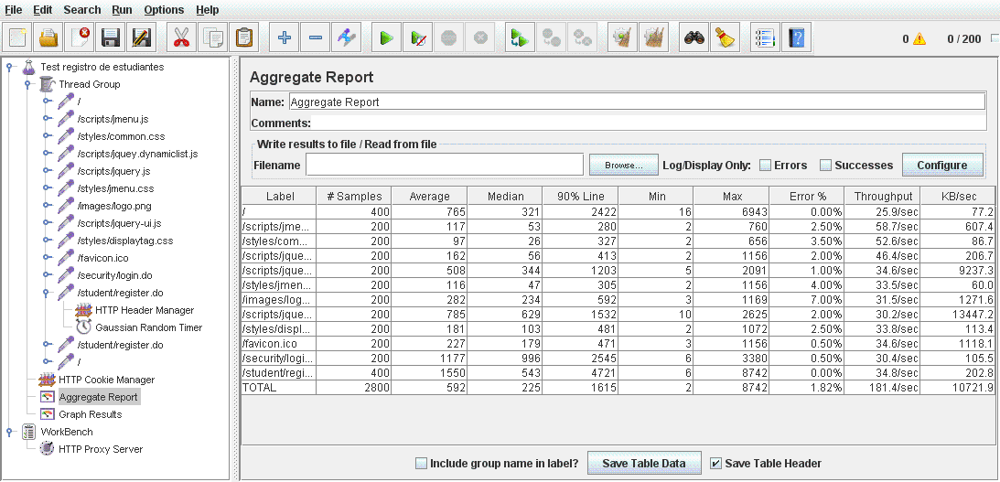 File Edit Search Run Options Help
0 0 / 200
Test registro de estudiantes
Thread Group
/
/scripts/jmenu.js
/styles/common.css
/scripts/jquey.dynamiclist.js
/scripts/jquery.js
/styles/jmenu.css
/images/logo.png
/scripts/jquery-ui.js
/styles/displaytag.css
/favicon.ico
/security/login.do
/student/register.do
HTTP Header Manager
Gaussian Random Timer
/student/register.do
/
HTTP Cookie Manager
Aggregate Report
Graph Results
WorkBench
HTTP Proxy Server
Aggregate Report
Name: Aggregate Report
Comments:
Write results to file / Read from file
Filename Browse... Log/Display Only: Errors Successes Configure
Label # Samples Average Median 90% Line Min Max Error % Throughput KB/sec
/ 400 765 321 2422 16 6943 0.00% 25.9/sec 77.2
/scripts/jme... 200 117 53 280 2 760 2.50% 58.7/sec 607.4
/styles/com... 200 97 26 327 2 656 3.50% 52.6/sec 86.7
/scripts/jque... 200 162 56 413 2 1156 2.00% 46.4/sec 206.7
/scripts/jque... 200 508 344 1203 5 2091 1.00% 34.6/sec 9237.3
/styles/jmen... 200 116 47 305 2 1156 4.00% 33.5/sec 60.0
/images/log... 200 282 234 592 3 1169 7.00% 31.5/sec 1271.6
/scripts/jque... 200 785 629 1532 10 2625 2.00% 30.2/sec 13447.2
/styles/displ... 200 181 103 481 2 1072 2.50% 33.8/sec 113.4
/favicon.ico 200 227 179 471 3 1156 0.50% 34.6/sec 1118.1
/security/logi... 200 1177 996 2545 6 3380 0.50% 30.4/sec 105.5
/student/regi... 400 1550 543 4721 6 8742 0.00% 34.8/sec 202.8
TOTAL 2800 592 225 1615 2 8742 1.82% 181.4/sec 10721.9
Include group name in label? Save Table Data Save Table Header